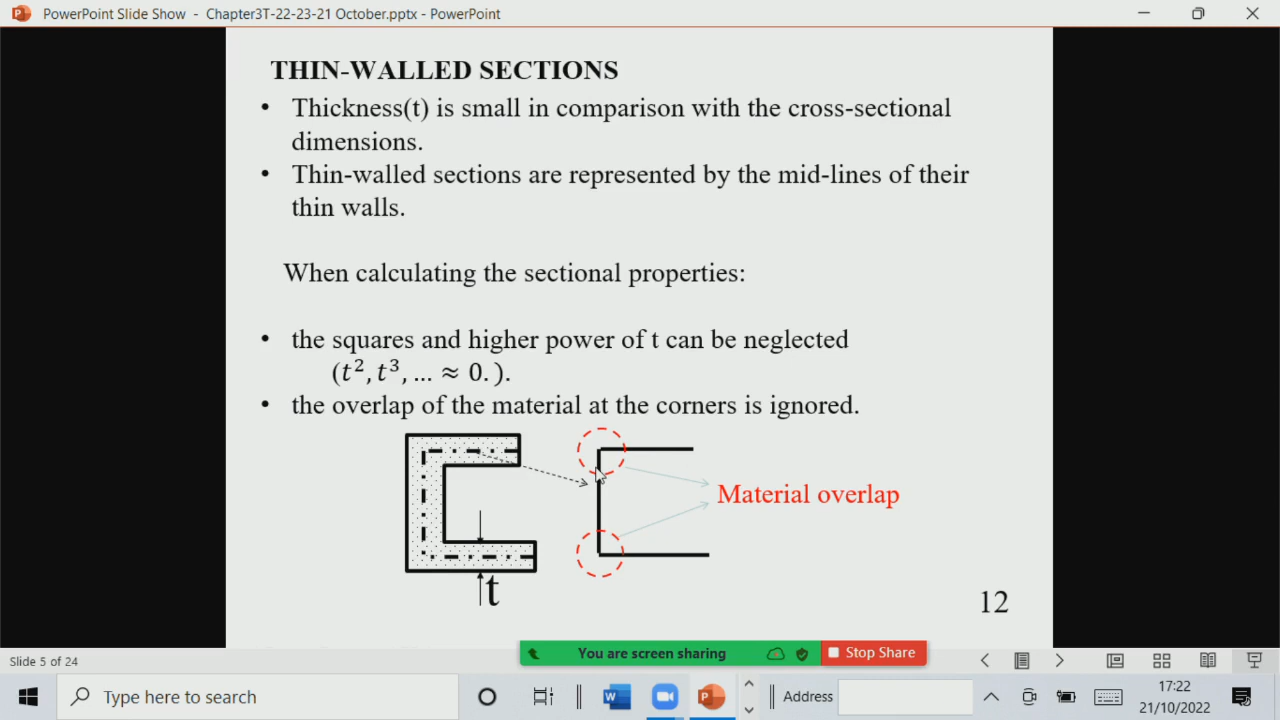 PowerPoint Slide Show - Chapter3T-22-23-21 October.pptx - PowerPoint
THIN-WALLED SECTIONS
• Thickness(t) is small in comparison with the cross-sectional
dimensions.
• Thin-walled sections are represented by the mid-lines of their
thin walls.
When calculating the sectional properties:
• the squares and higher power of t can be neglected
(t², t³, ... ≈ 0.).
• the overlap of the material at the corners is ignored.
Material overlap
t
12
You are screen sharing
Stop Share
Slide 5 of 24
Type here to search
Address
17:22
21/10/2022